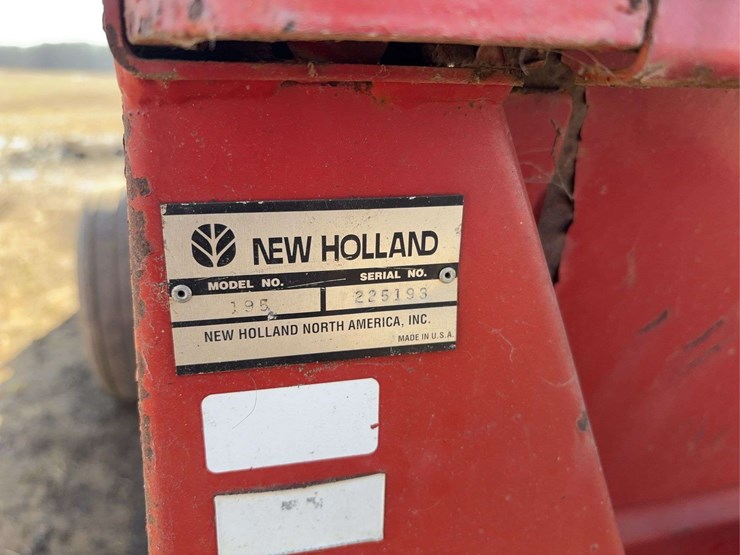 NEW HOLLAND
MODEL NO. SERIAL NO.
195 225193
NEW HOLLAND NORTH AMERICA, INC.
MADE IN U.S.A.